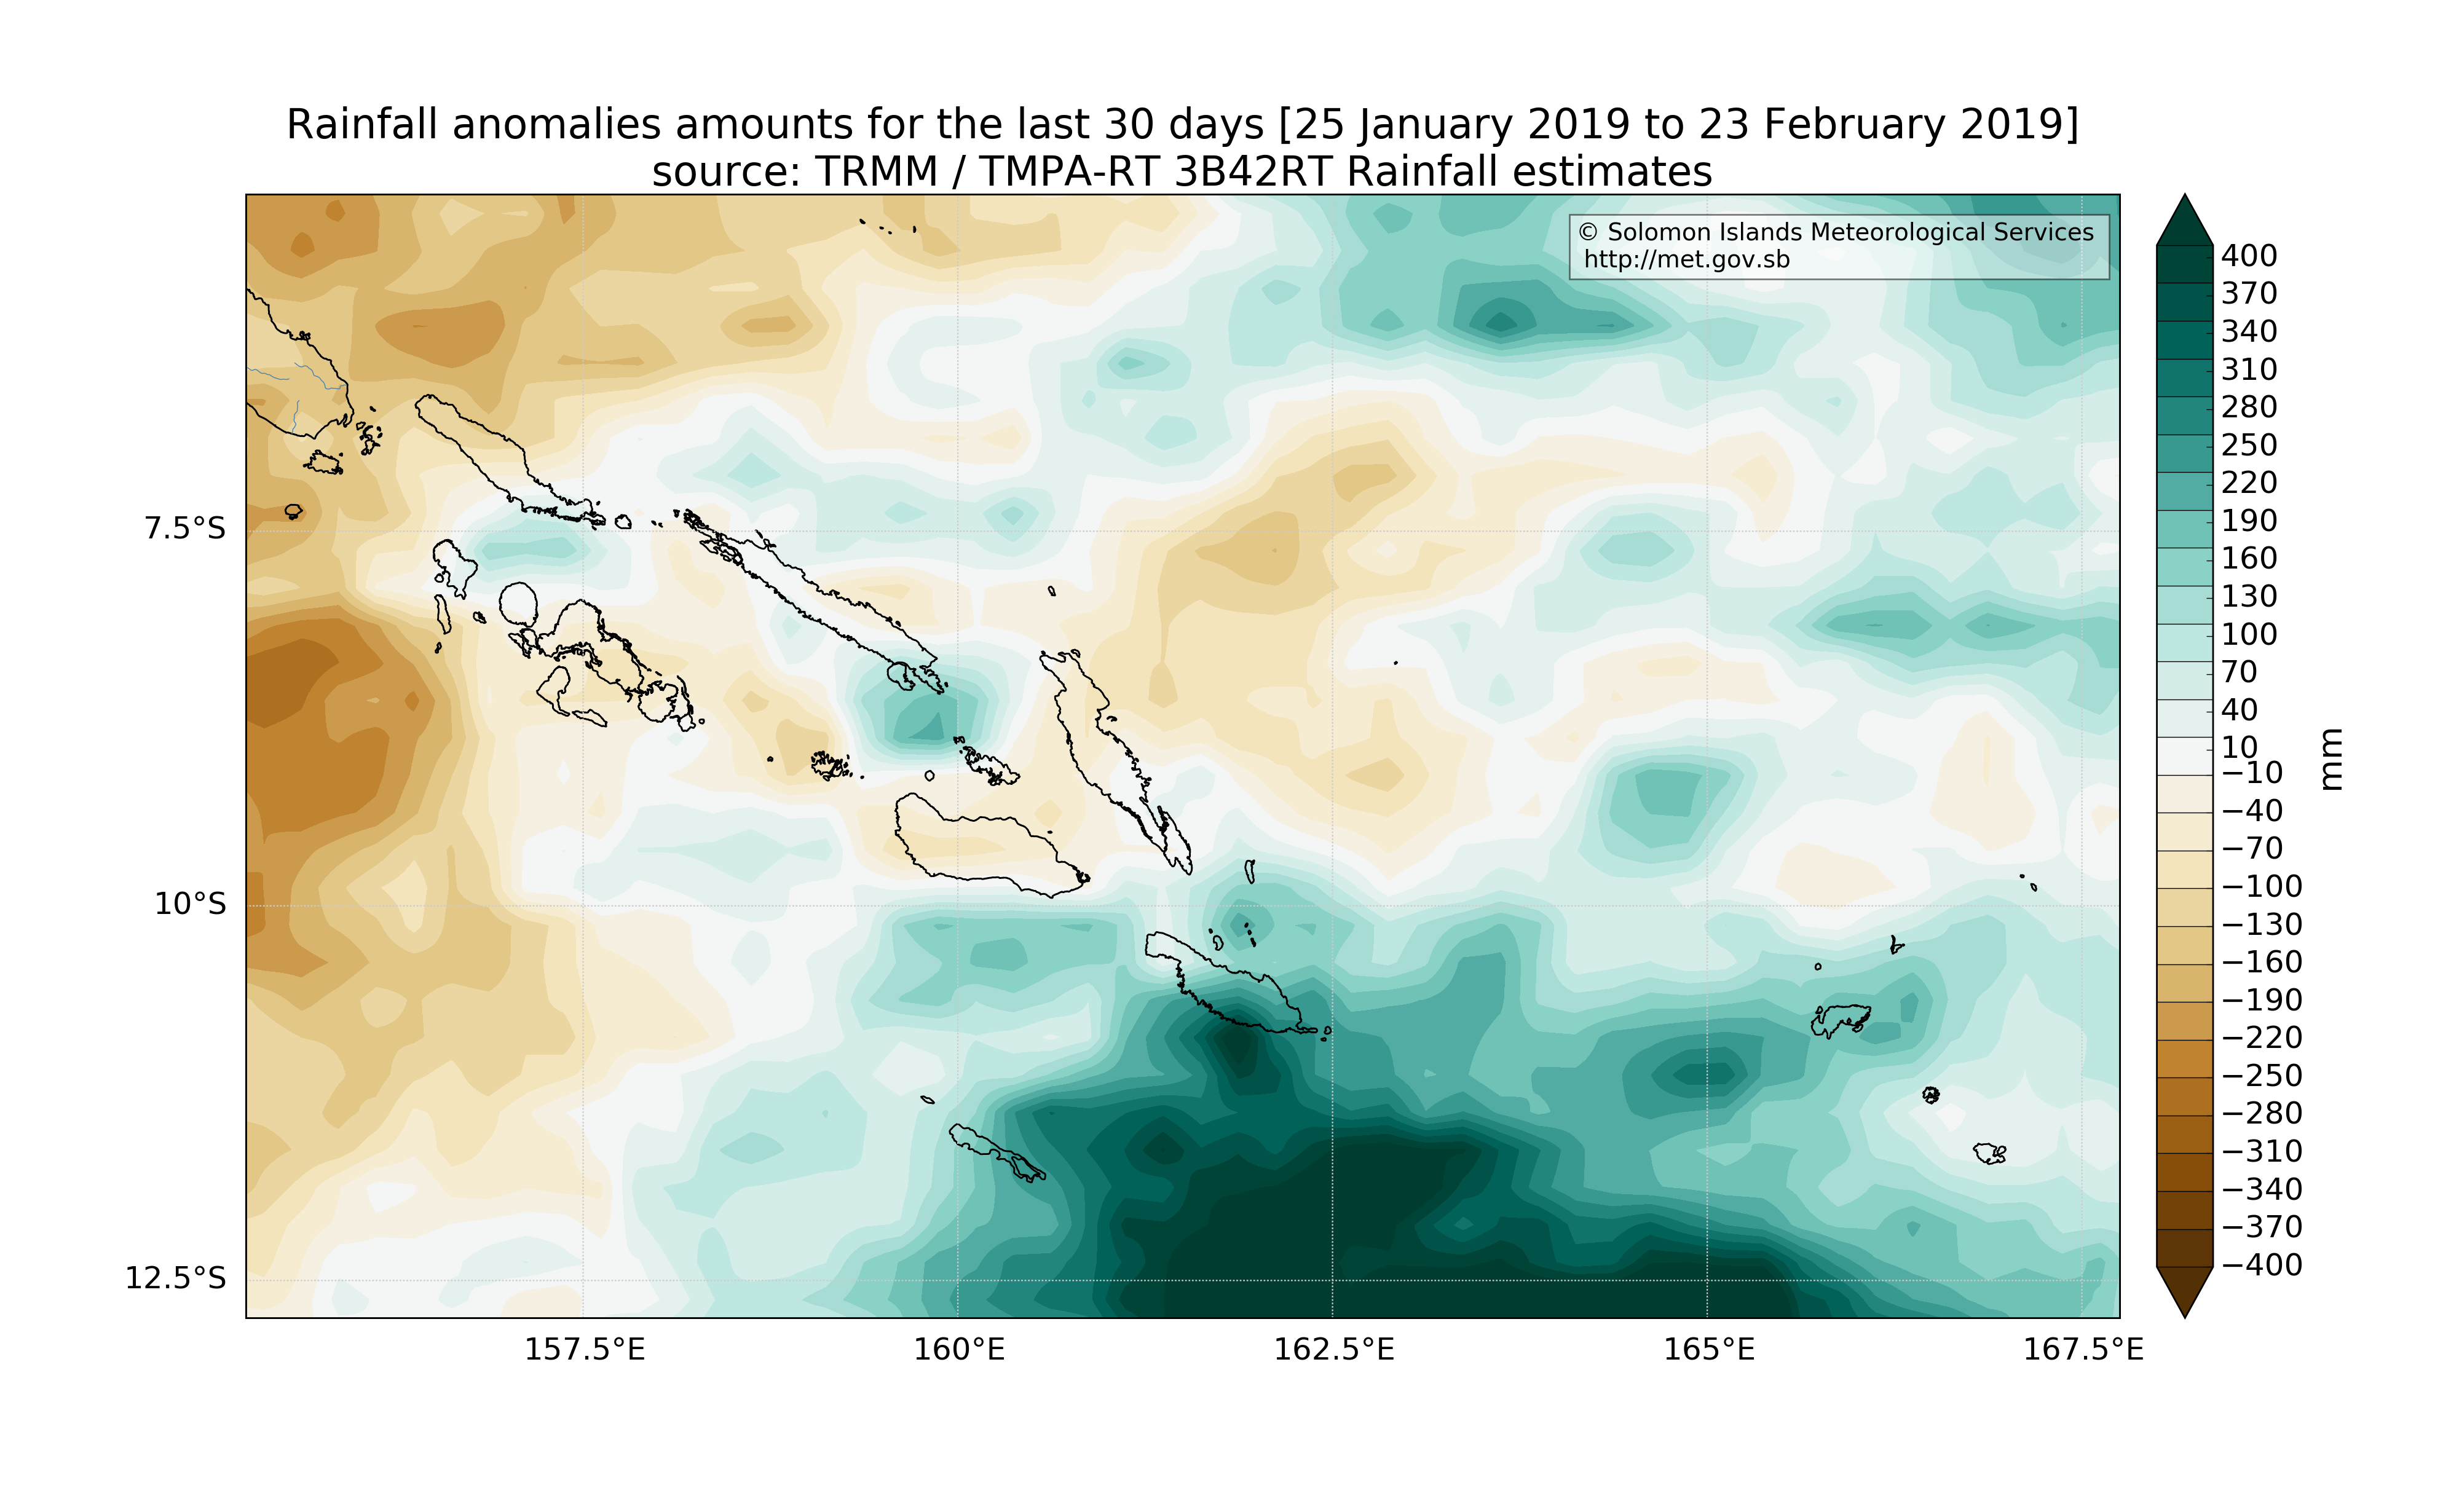 Rainfall anomalies amounts for the last 30 days [25 January 2019 to 23 February 2019]
source: TRMM / TMPA-RT 3B42RT Rainfall estimates
© Solomon Islands Meteorological Services
http://met.gov.sb
7.5°S
10°S
12.5°S
157.5°E
160°E
162.5°E
165°E
167.5°E
400
370
340
310
280
250
220
190
160
130
100
70
40
10
−10
−40
−70
−100
−130
−160
−190
−220
−250
−280
−310
−340
−370
−400
mm